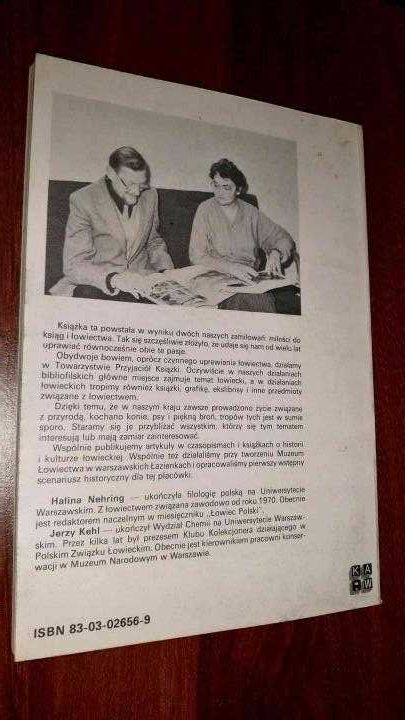 Książka ta powstała w wyniku dwóch naszych zamiłowań: miłości do
ksiąg i łowiectwa. Tak się szczęśliwie złożyło, że udaje się nam od wielu lat
uprawiać równocześnie obie te pasje.
Obydwoje bowiem, oprócz czynnego uprawiania łowiectwa, działamy
w Towarzystwie Przyjaciół Książki. Oczywiście w naszych działaniach
bibliofilskich główne miejsce zajmuje temat łowiecki, a w działaniach
łowieckich tropimy również książki, grafikę, ekslibrisy i inne przedmioty
związane z łowiectwem.
Dzięki temu, że w naszym kraju zawsze prowadzono życie związane
z przyrodą, kochano konie, psy i piękną broń, tropów tych jest w sumie
sporo. Staramy się je przybliżać wszystkim, którzy się tym tematem
interesują lub mają zamiar zainteresować.
Wspólnie publikujemy artykuły w czasopismach i książkach o historii
i kulturze łowieckiej. Wspólnie też działaliśmy przy tworzeniu Muzeum
Łowiectwa w warszawskich Łazienkach i opracowaliśmy pierwszy wstępny
scenariusz historyczny dla tej placówki.
Halina Nehring — ukończyła filologię polską na Uniwersytecie
Warszawskim. Z łowiectwem związana zawodowo od roku 1970. Obecnie
jest redaktorem naczelnym w miesięczniku „Łowiec Polski".
Jerzy Kehl — ukończył Wydział Chemii na Uniwersytecie Warszaw-
skim. Przez kilka lat był prezesem Klubu Kolekcjonera działającego w
Polskim Związku Łowieckim. Obecnie jest kierownikiem pracowni konser-
wacji w Muzeum Narodowym w Warszawie.
K A
W
ISBN 83-03-02656-9